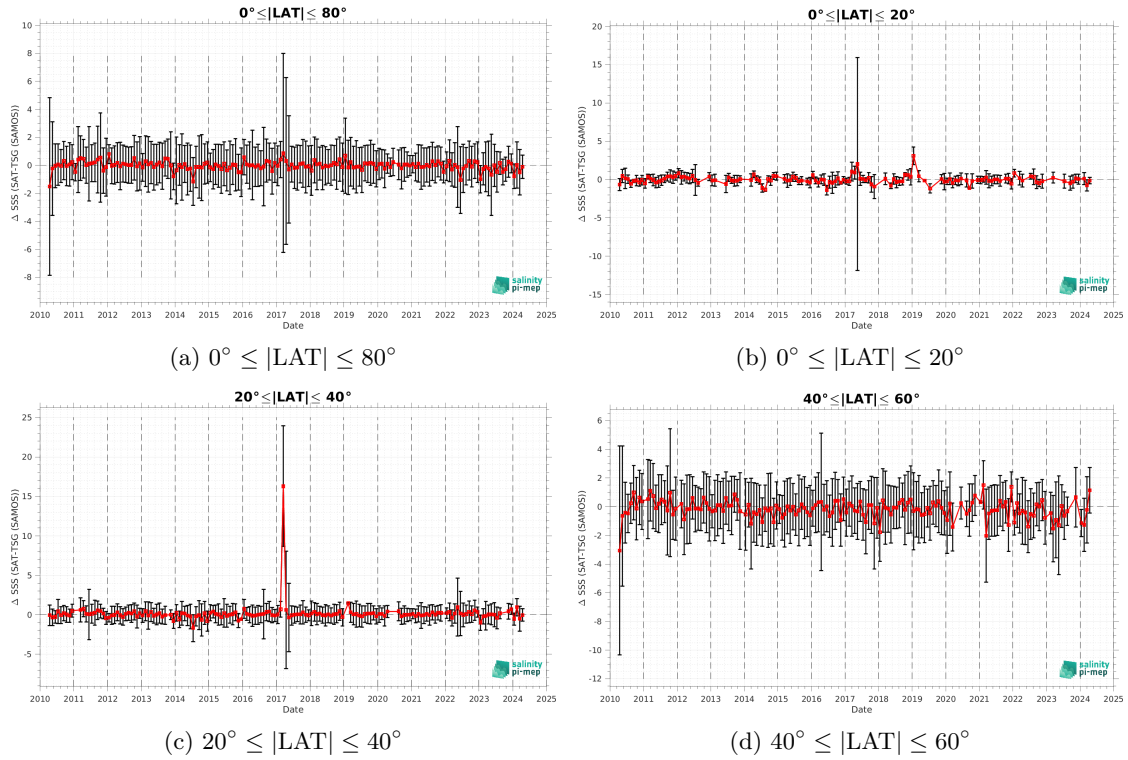 0°≤|LAT|≤ 80°
Δ SSS (SAT-TSG (SAMOS))
10
8
6
4
2
0
-2
-4
-6
-8
2010 2011 2012 2013 2014 2015 2016 2017 2018 2019 2020 2021 2022 2023 2024 2025
Date
salinity
pi-mep
(a) 0° ≤ |LAT| ≤ 80°
0°≤|LAT|≤ 20°
Δ SSS (SAT-TSG (SAMOS))
20
15
10
5
0
-5
-10
-15
2010 2011 2012 2013 2014 2015 2016 2017 2018 2019 2020 2021 2022 2023 2024 2025
Date
salinity
pi-mep
(b) 0° ≤ |LAT| ≤ 20°
20°≤|LAT|≤ 40°
Δ SSS (SAT-TSG (SAMOS))
25
20
15
10
5
0
-5
2010 2011 2012 2013 2014 2015 2016 2017 2018 2019 2020 2021 2022 2023 2024 2025
Date
salinity
pi-mep
(c) 20° ≤ |LAT| ≤ 40°
40°≤|LAT|≤ 60°
Δ SSS (SAT-TSG (SAMOS))
6
4
2
0
-2
-4
-6
-8
-10
-12
2010 2011 2012 2013 2014 2015 2016 2017 2018 2019 2020 2021 2022 2023 2024 2025
Date
salinity
pi-mep
(d) 40° ≤ |LAT| ≤ 60°